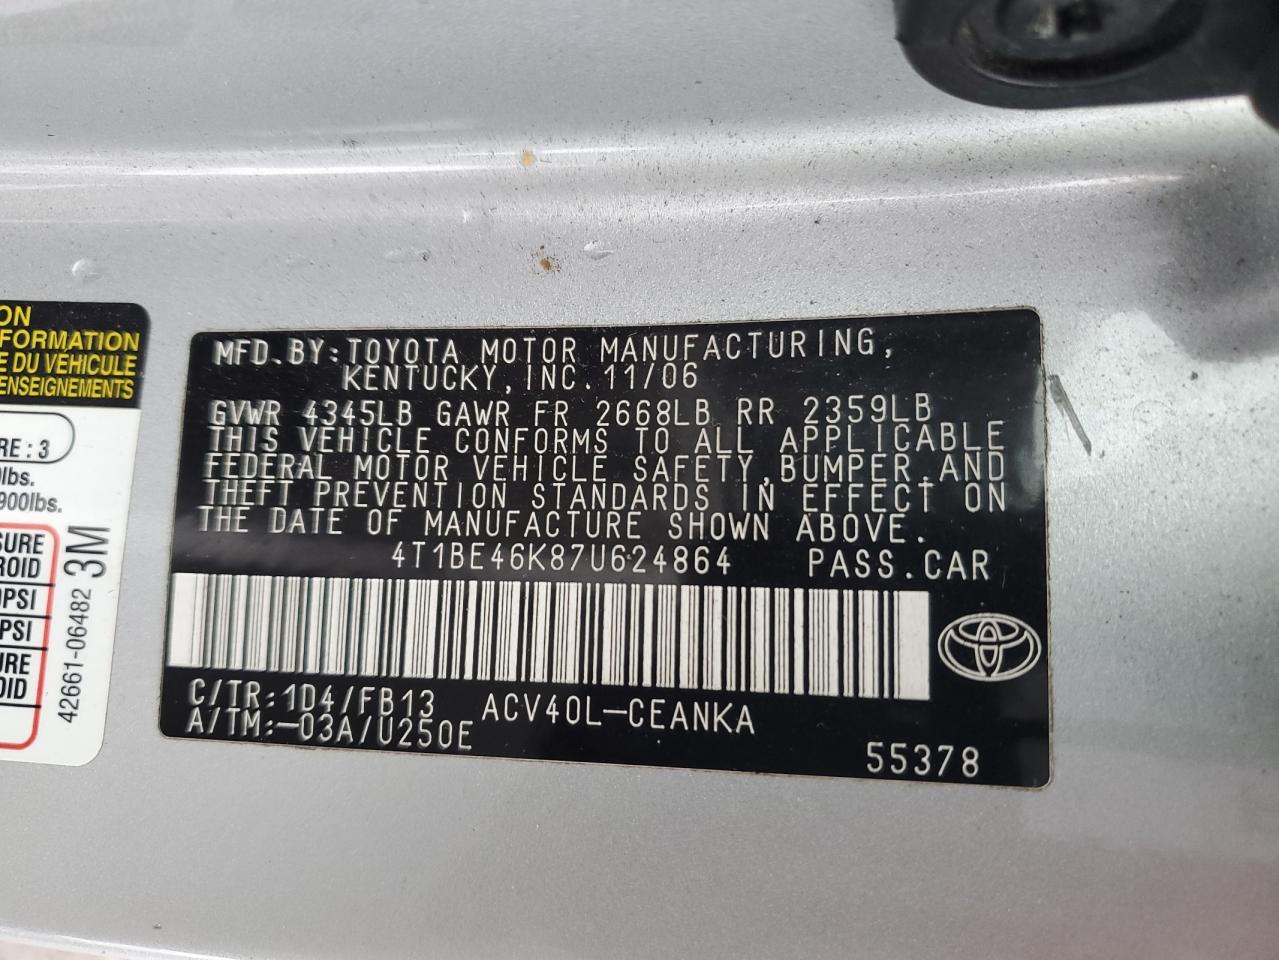 ON
FORMATION
E DU VÉHICULE
ENSEIGNEMENTS
RE : 3
lbs.
900lbs.
SURE
ROID
PSI
PSI
URE
OID
42661-06482 3M
MFD.BY:TOYOTA MOTOR MANUFACTURING,
KENTUCKY, INC. 11/06
GVWR 4345LB GAWR FR 2668LB RR 2359LB
THIS VEHICLE CONFORMS TO ALL APPLICABLE
FEDERAL MOTOR VEHICLE SAFETY,BUMPER,AND
THEFT PREVENTION STANDARDS IN EFFECT ON
THE DATE OF MANUFACTURE SHOWN ABOVE.
4T1BE46K87U624864 PASS.CAR
C/TR:1D4/FB13 ACV40L-CEANKA
A/TM:-03A/U250E
55378